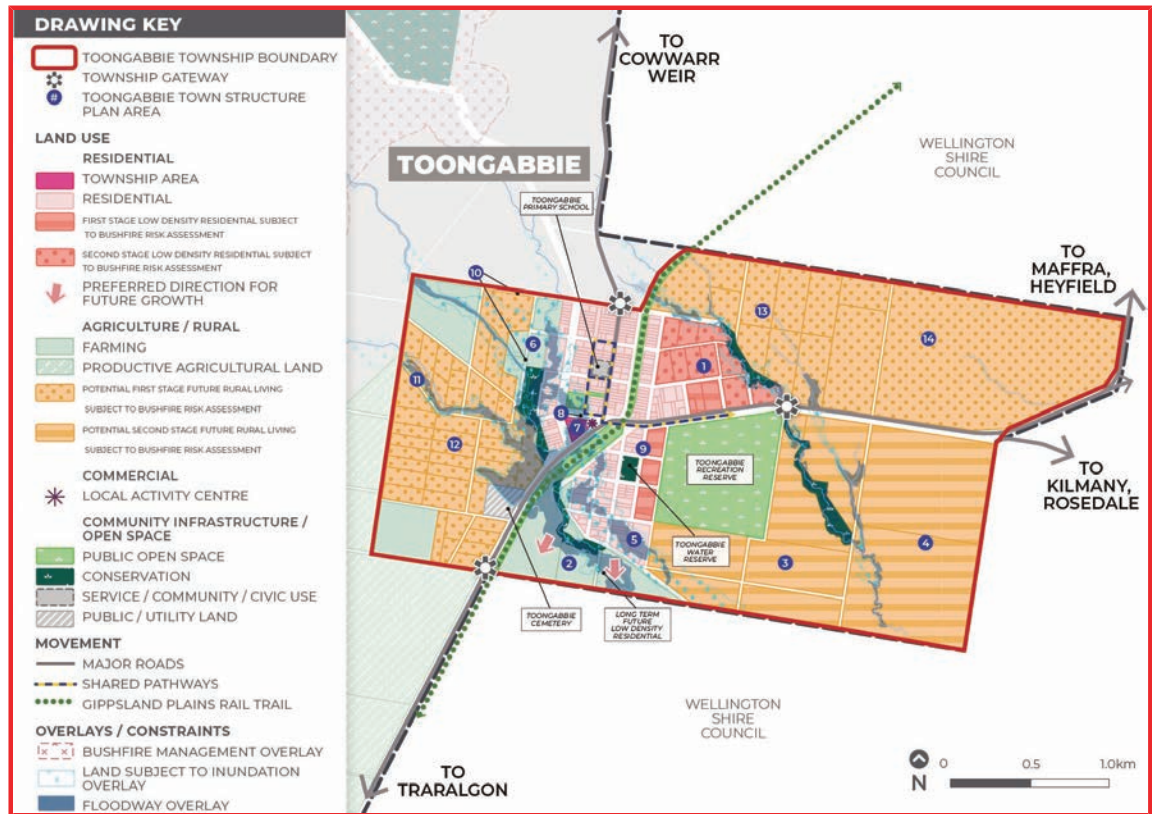 DRAWING KEY
TOONGABBIE TOWNSHIP BOUNDARY
TOWNSHIP GATEWAY
#
TOONGABBIE TOWN STRUCTURE
PLAN AREA
LAND USE
RESIDENTIAL
TOWNSHIP AREA
RESIDENTIAL
FIRST STAGE LOW DENSITY RESIDENTIAL SUBJECT
TO BUSHFIRE RISK ASSESSMENT
SECOND STAGE LOW DENSITY RESIDENTIAL SUBJECT
TO BUSHFIRE RISK ASSESSMENT
PREFERRED DIRECTION FOR
FUTURE GROWTH
AGRICULTURE / RURAL
FARMING
PRODUCTIVE AGRICULTURAL LAND
POTENTIAL FIRST STAGE FUTURE RURAL LIVING
SUBJECT TO BUSHFIRE RISK ASSESSMENT
POTENTIAL SECOND STAGE FUTURE RURAL LIVING
SUBJECT TO BUSHFIRE RISK ASSESSMENT
COMMERCIAL
LOCAL ACTIVITY CENTRE
COMMUNITY INFRASTRUCTURE /
OPEN SPACE
PUBLIC OPEN SPACE
CONSERVATION
SERVICE / COMMUNITY / CIVIC USE
PUBLIC / UTILITY LAND
MOVEMENT
MAJOR ROADS
SHARED PATHWAYS
GIPPSLAND PLAINS RAIL TRAIL
OVERLAYS / CONSTRAINTS
BUSHFIRE MANAGEMENT OVERLAY
LAND SUBJECT TO INUNDATION
OVERLAY
FLOODWAY OVERLAY
TO
COWWARR
WEIR
WELLINGTON
SHIRE
COUNCIL
TOONGABBIE
TOONGABBIE
PRIMARY SCHOOL
TO
MAFFRA,
HEYFIELD
10
13
14
6
1
11
8
7
12
9
TOONGABBIE
RECREATION
RESERVE
TO
KILMANY,
ROSEDALE
TOONGABBIE
WATER
RESERVE
5
4
2
3
TOONGABBIE
CEMETERY
LONG TERM
FUTURE
LOW DENSITY
RESIDENTIAL
WELLINGTON
SHIRE
COUNCIL
TO
TRARALGON
N
0 0.5 1.0km